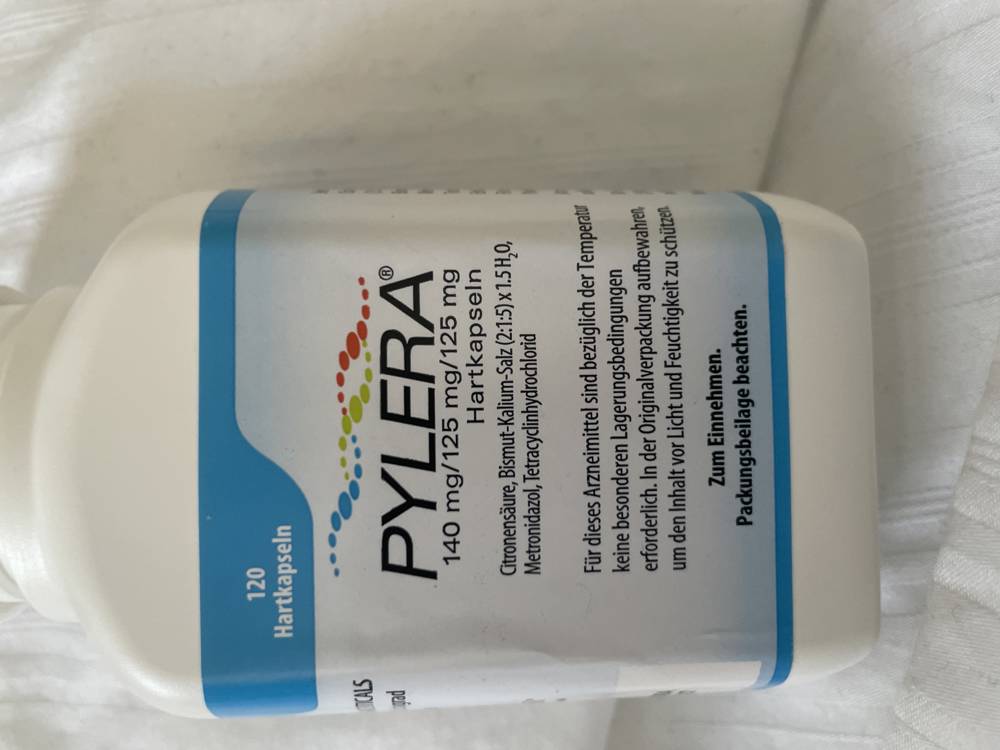 120
Hartkapseln
PYLERA®
140 mg/125 mg/125 mg
Hartkapseln
Citronensäure, Bismut-Kalium-Salz (2:1:5) x 1.5 H₂O,
Metronidazol, Tetracyclinhydrochlorid
Für dieses Arzneimittel sind bezüglich der Temperatur
keine besonderen Lagerungsbedingungen
erforderlich. In der Originalverpackung aufbewahren,
um den Inhalt vor Licht und Feuchtigkeit zu schützen.
Zum Einnehmen.
Packungsbeilage beachten.